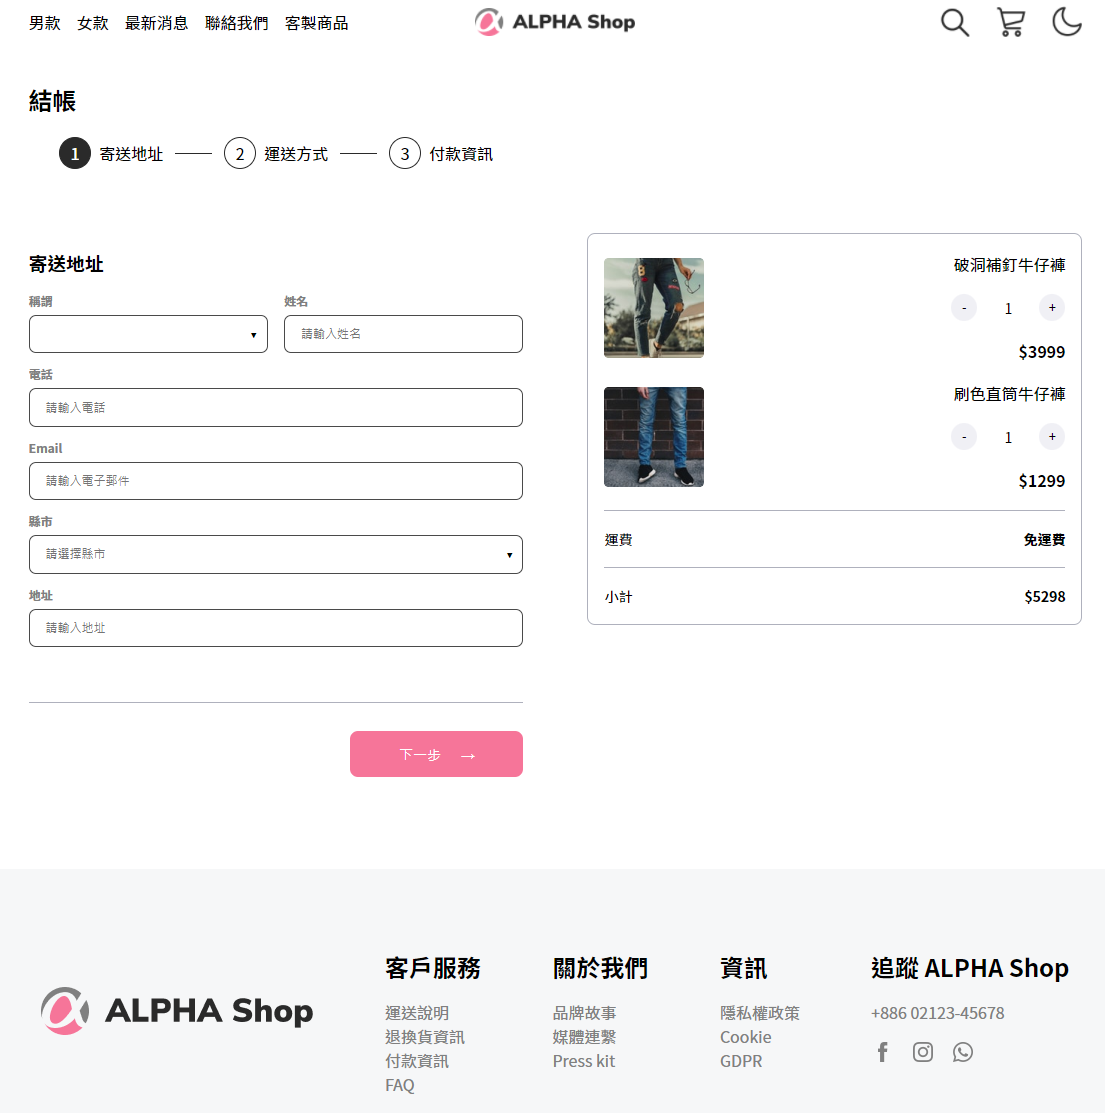 男款 女款 最新消息 聯絡我們 客製商品
ALPHA Shop
結帳
1 寄送地址 2 運送方式 3 付款資訊
寄送地址
稱謂 姓名
▾ 請輸入姓名
電話
請輸入電話
Email
請輸入電子郵件
縣市
請選擇縣市 ▾
地址
請輸入地址
下一步 →
破洞補釘牛仔褲
- 1 +
$3999
刷色直筒牛仔褲
- 1 +
$1299
運費 免運費
小計 $5298
ALPHA Shop
客戶服務
運送說明
退換貨資訊
付款資訊
FAQ
關於我們
品牌故事
媒體連繫
Press kit
資訊
隱私權政策
Cookie
GDPR
追蹤 ALPHA Shop
+886 02123-45678